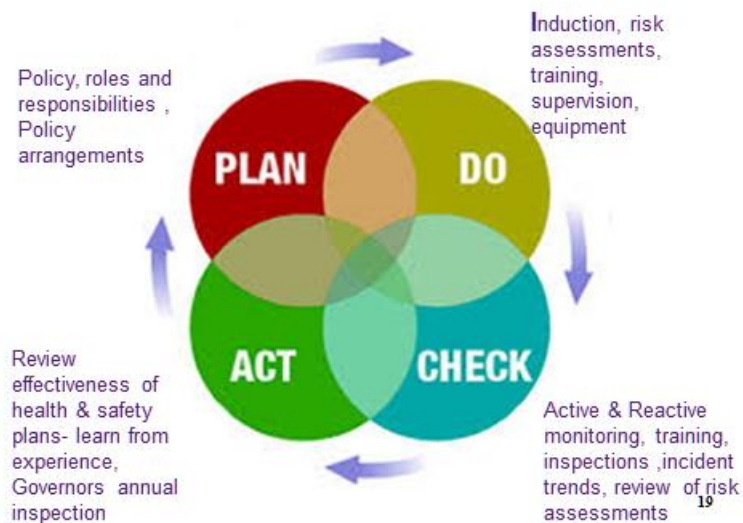 Policy, roles and
responsibilities ,
Policy
arrangements
PLAN
DO
Induction, risk
assessments,
training,
supervision,
equipment
ACT
CHECK
Review
effectiveness of
health & safety
plans- learn from
experience,
Governors annual
inspection
Active & Reactive
monitoring, training,
inspections ,incident
trends, review of risk
assessments
19